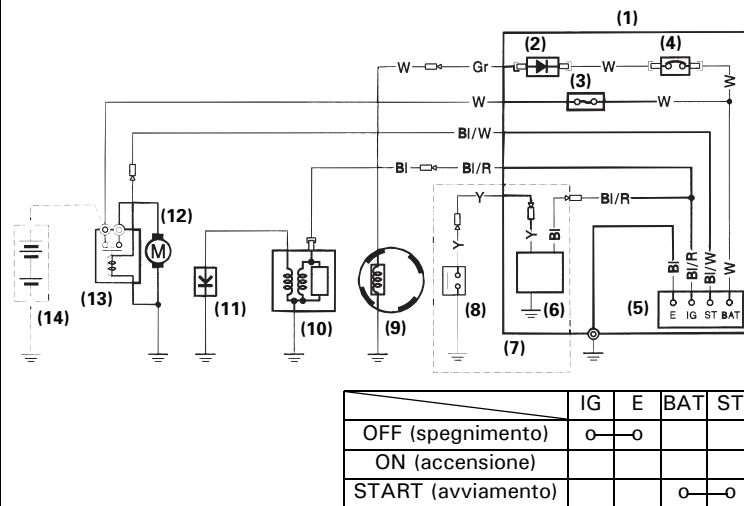 (1)
(2)
(4)
W
Gr
W
(3)
W
W
W
Bl/W
Bl
Bl/R
Y
Bl/R
(12)
M
Y
Y
Bl
Bl
Bl/R
Bl/W
W
(13)
(14)
(11)
(10)
(9)
(8)
(6)
(7)
(5)
E IG ST BAT
IG E BAT ST
OFF (spegnimento) o o
ON (accensione)
START (avviamento) o o